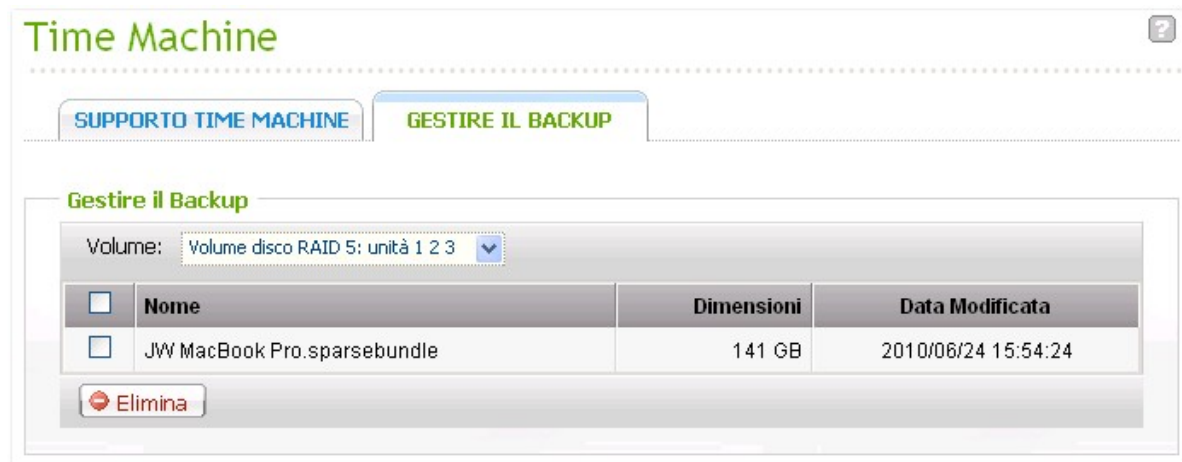 Time Machine
?
SUPPORTO TIME MACHINE GESTIRE IL BACKUP
Gestire il Backup
Volume: Volume disco RAID 5: unità 1 2 3
Nome Dimensioni Data Modificata
JW MacBook Pro.sparsebundle 141 GB 2010/06/24 15:54:24
Elimina